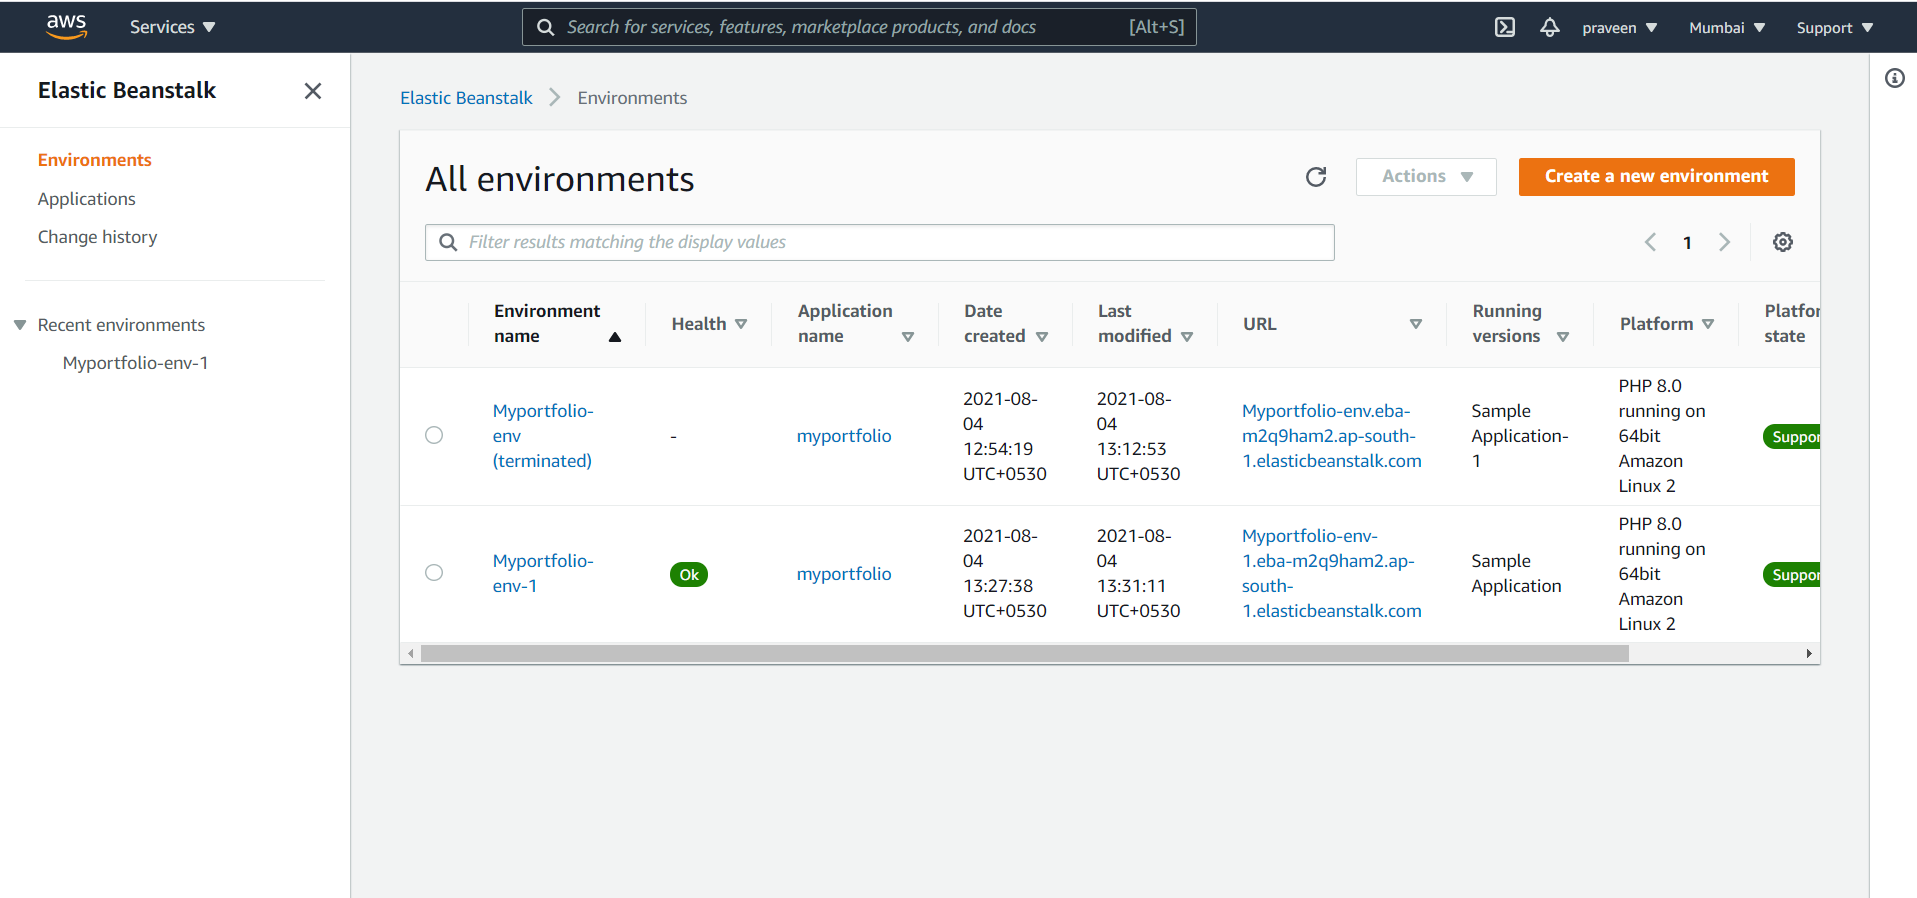 aws
Services
Search for services, features, marketplace products, and docs
[Alt+S]
praveen
Mumbai
Support
Elastic Beanstalk
Environments
Applications
Change history
Recent environments
Myportfolio-env-1
Elastic Beanstalk
Environments
All environments
Actions
Create a new environment
Filter results matching the display values
1
Environment
name
Health
Application
name
Date
created
Last
modified
URL
Running
versions
Platform
Platfor
state
Myportfolio-
env
(terminated)
-
myportfolio
2021-08-
04
12:54:19
UTC+0530
2021-08-
04
13:12:53
UTC+0530
Myportfolio-env.eba-
m2q9ham2.ap-south-
1.elasticbeanstalk.com
Sample
Application-
1
PHP 8.0
running on
64bit
Amazon
Linux 2
Suppor
Myportfolio-
env-1
Ok
myportfolio
2021-08-
04
13:27:38
UTC+0530
2021-08-
04
13:31:11
UTC+0530
Myportfolio-env-
1.eba-m2q9ham2.ap-
south-
1.elasticbeanstalk.com
Sample
Application
PHP 8.0
running on
64bit
Amazon
Linux 2
Suppor